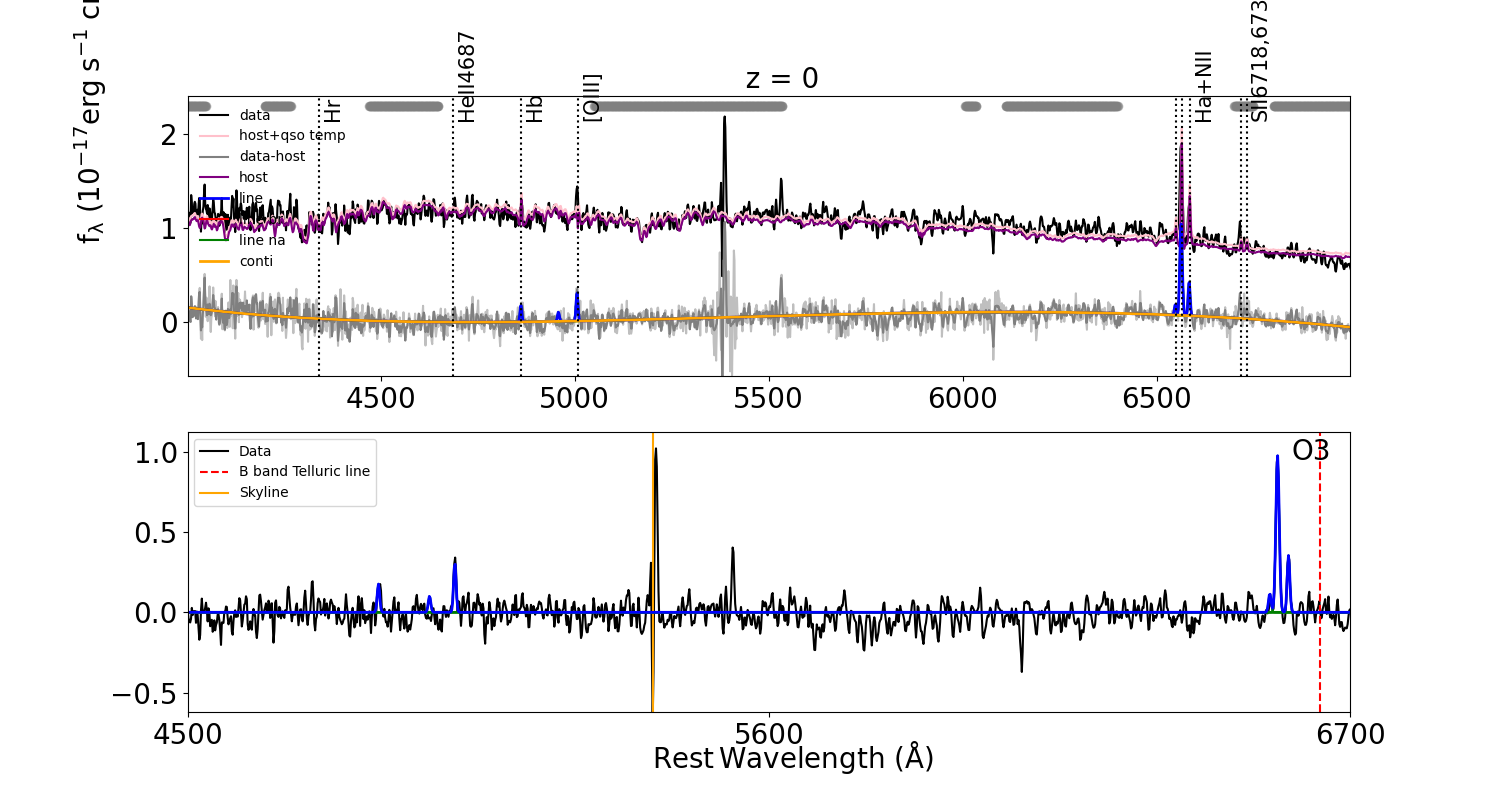 z = 0
Hr
HeII4687
Hb
[OIII]
Ha+NII
SII6718,673
f_λ (10^−17 erg s^−1 c
2
1
0
data
host+qso temp
data-host
host
line
line na
conti
4500 5000 5500 6000 6500
1.0
0.5
0.0
−0.5
Data
B band Telluric line
Skyline
O3
4500 5600 6700
Rest Wavelength (Å)